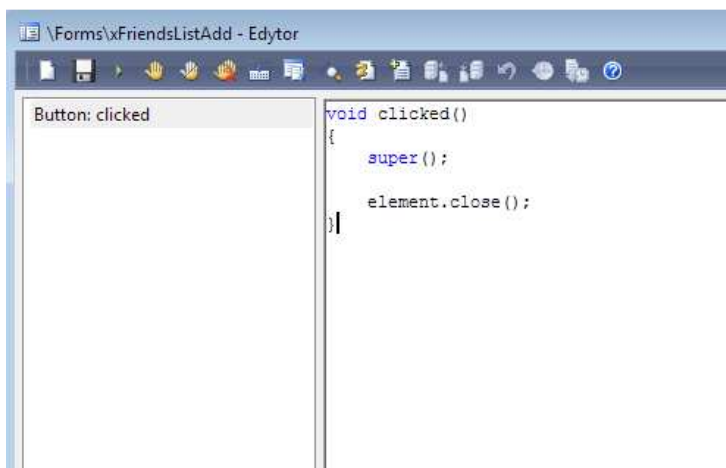 \Forms\xFriendsListAdd - Edytor
Button: clicked
void clicked()
{
    super();
    element.close();
}